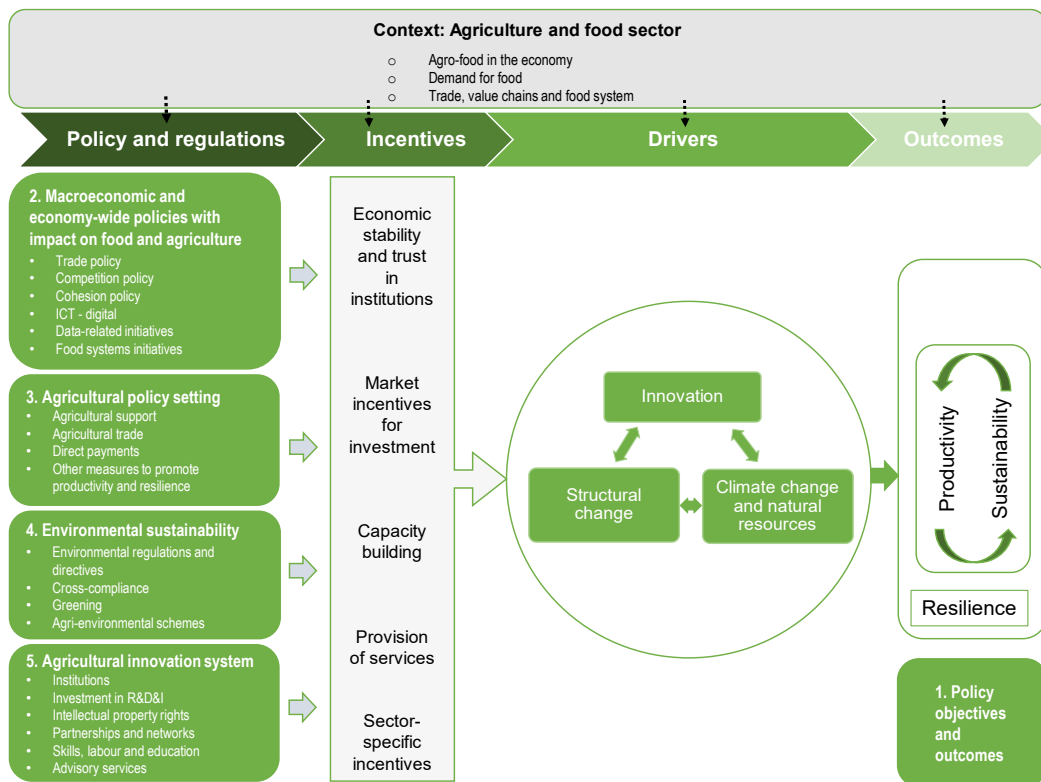 Context: Agriculture and food sector
o Agro-food in the economy
o Demand for food
o Trade, value chains and food system
Policy and regulations
Incentives
Drivers
Outcomes
2. Macroeconomic and
economy-wide policies with
impact on food and agriculture
• Trade policy
• Competition policy
• Cohesion policy
• ICT - digital
• Data-related initiatives
• Food systems initiatives
3. Agricultural policy setting
• Agricultural support
• Agricultural trade
• Direct payments
• Other measures to promote
productivity and resilience
4. Environmental sustainability
• Environmental regulations and
directives
• Cross-compliance
• Greening
• Agri-environmental schemes
5. Agricultural innovation system
• Institutions
• Investment in R&D&I
• Intellectual property rights
• Partnerships and networks
• Skills, labour and education
• Advisory services
Economic
stability
and trust
in
institutions
Market
incentives
for
investment
Capacity
building
Provision
of services
Sector-
specific
incentives
Innovation
Structural
change
Climate change
and natural
resources
Productivity
Sustainability
Resilience
1. Policy
objectives
and
outcomes